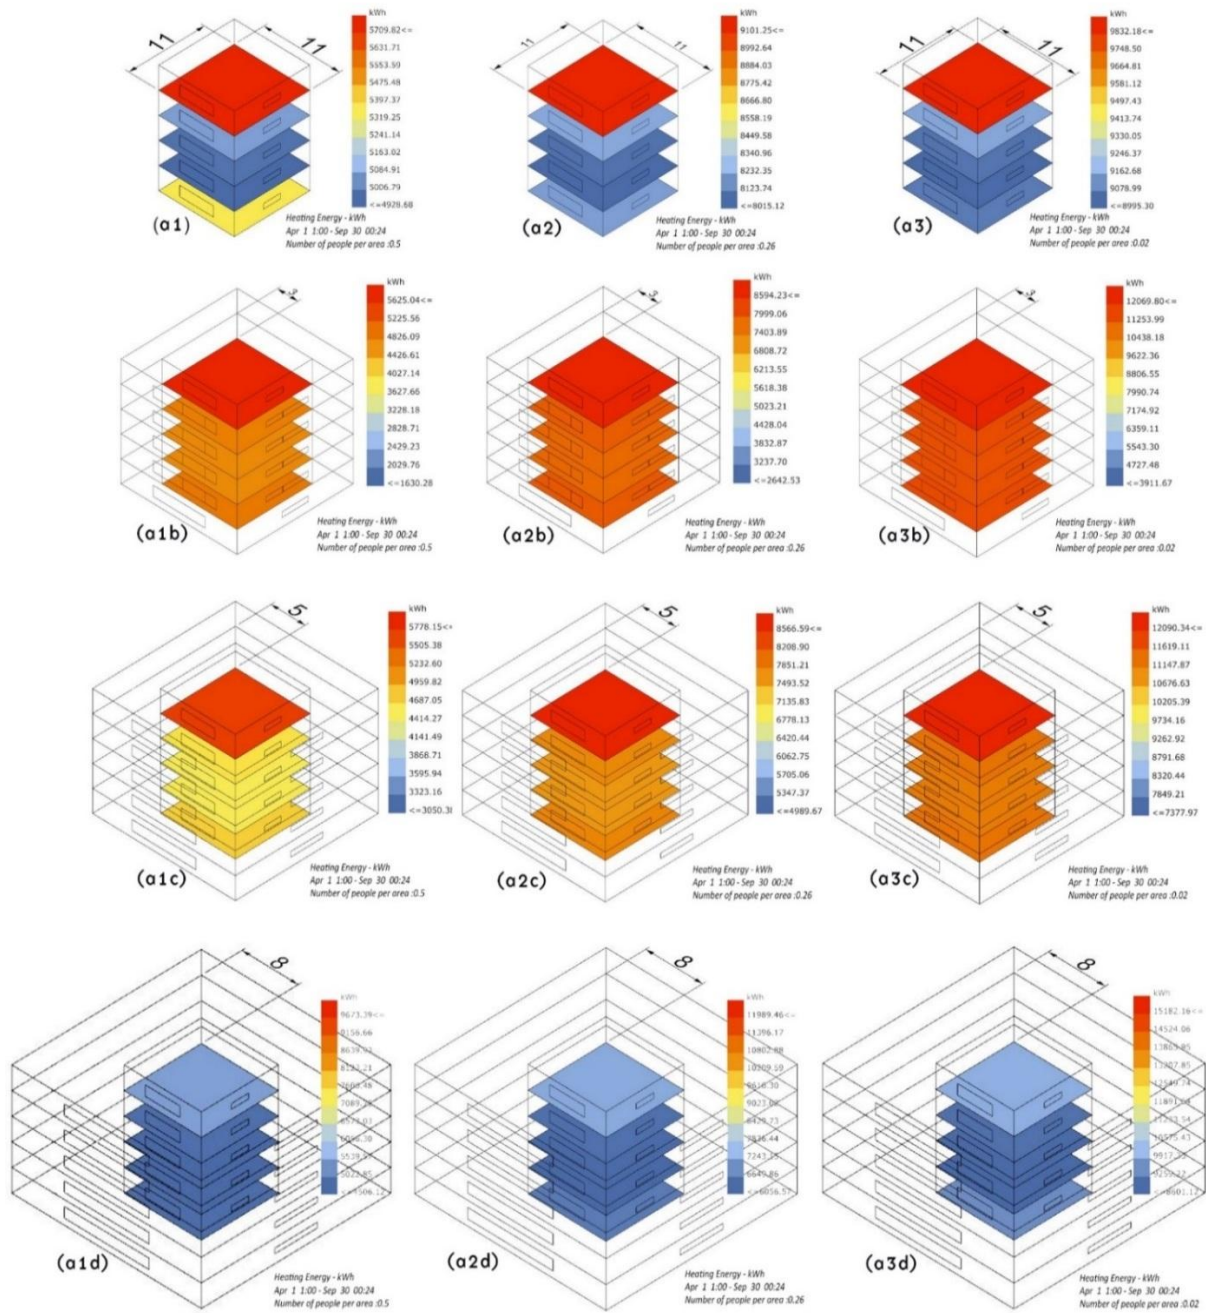 11
11
kWh
5709.82<=
5631.71
5553.59
5475.48
5397.37
5319.25
5241.14
5163.02
5084.91
5006.79
<=4928.68
(a1)
Heating Energy - kWh
Apr 1 1:00 - Sep 30 00:24
Number of people per area :0.5
11
11
kWh
9101.25<=
8992.64
8884.03
8775.42
8666.80
8558.19
8449.58
8340.96
8232.35
8123.74
<=8015.12
(a2)
Heating Energy - kWh
Apr 1 1:00 - Sep 30 00:24
Number of people per area :0.26
11
11
kWh
9832.18<=
9748.50
9664.81
9581.12
9497.43
9413.74
9330.05
9246.37
9162.68
9078.99
<=8995.30
(a3)
Heating Energy - kWh
Apr 1 1:00 - Sep 30 00:24
Number of people per area :0.02
3
kWh
5625.04<=
5225.56
4826.09
4426.61
4027.14
3627.66
3228.18
2828.71
2429.23
2029.76
<=1630.28
(a1b)
Heating Energy - kWh
Apr 1 1:00 - Sep 30 00:24
Number of people per area :0.5
3
kWh
8594.23<=
7999.06
7403.89
6808.72
6213.55
5618.38
5023.21
4428.04
3832.87
3237.70
<=2642.53
(a2b)
Heating Energy - kWh
Apr 1 1:00 - Sep 30 00:24
Number of people per area :0.26
3
kWh
12069.80<=
11253.99
10438.18
9622.36
8806.55
7990.74
7174.92
6359.11
5543.30
4727.48
<=3911.67
(a3b)
Heating Energy - kWh
Apr 1 1:00 - Sep 30 00:24
Number of people per area :0.02
5
kWh
5778.15<=
5505.38
5232.60
4959.82
4687.05
4414.27
4141.49
3868.71
3595.94
3323.16
(a1c)
Heating Energy - kWh
Apr 1 1:00 - Sep 30 00:24
Number of people per area :0.5
5
kWh
8566.59<=
8208.90
7851.21
7493.52
7135.83
6778.13
6420.44
6062.75
5705.06
5347.37
<=4989.67
(a2c)
Heating Energy - kWh
Apr 1 1:00 - Sep 30 00:24
Number of people per area :0.26
5
kWh
12090.34<=
11619.11
11147.87
10676.63
10205.39
9734.16
9262.92
8791.68
8320.44
7849.21
<=7377.97
(a3c)
Heating Energy - kWh
Apr 1 1:00 - Sep 30 00:24
Number of people per area :0.02
8
kWh
9673.39<=
9156.66
(a1d)
Heating Energy - kWh
Apr 1 1:00 - Sep 30 00:24
Number of people per area :0.5
8
kWh
11989.46<=
11396.17
(a2d)
Heating Energy - kWh
Apr 1 1:00 - Sep 30 00:24
Number of people per area :0.26
8
kWh
15182.16<=
14524.06
(a3d)
Heating Energy - kWh
Apr 1 1:00 - Sep 30 00:24
Number of people per area :0.02